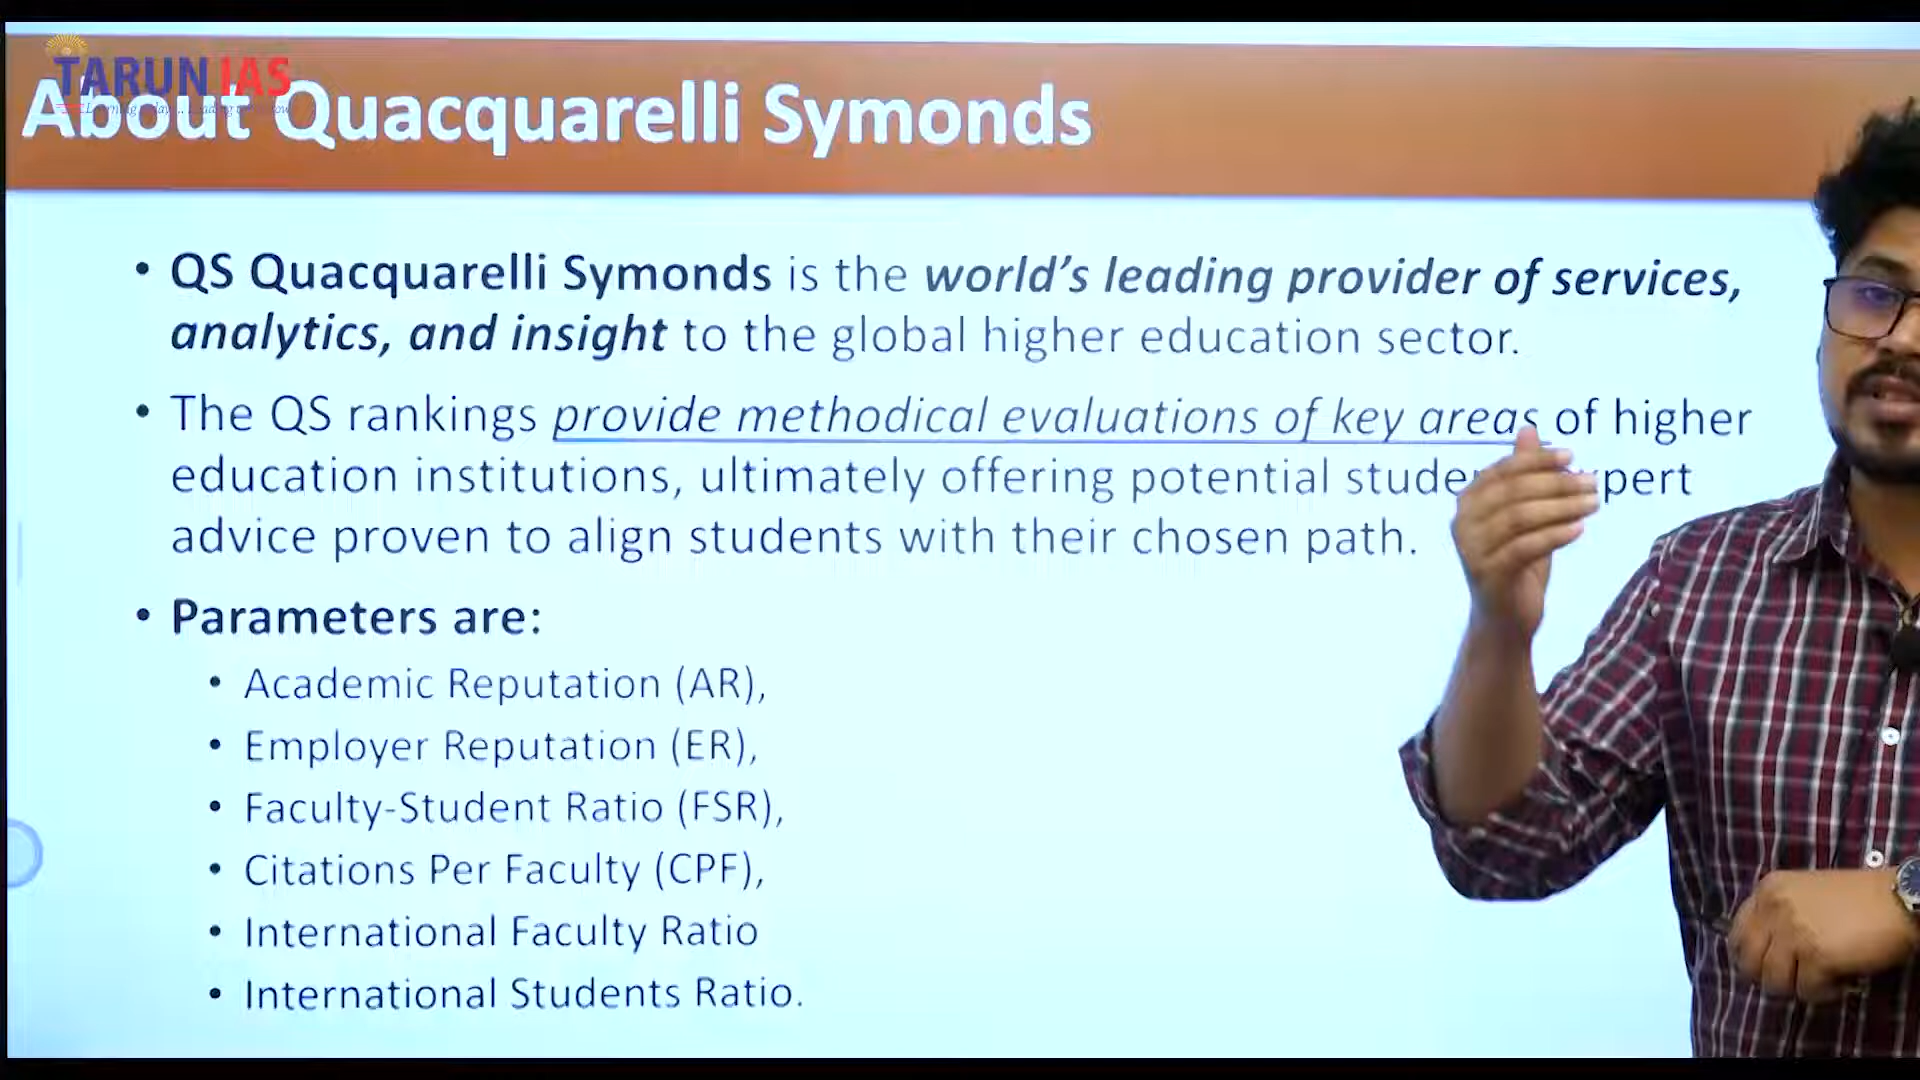 TARUN IAS
About Quacquarelli Symonds
• QS Quacquarelli Symonds is the world's leading provider of services,
analytics, and insight to the global higher education sector.
• The QS rankings provide methodical evaluations of key areas of higher
education institutions, ultimately offering potential
advice proven to align students with their chosen path.
• Parameters are:
• Academic Reputation (AR),
• Employer Reputation (ER),
• Faculty-Student Ratio (FSR),
• Citations Per Faculty (CPF),
• International Faculty Ratio
• International Students Ratio.